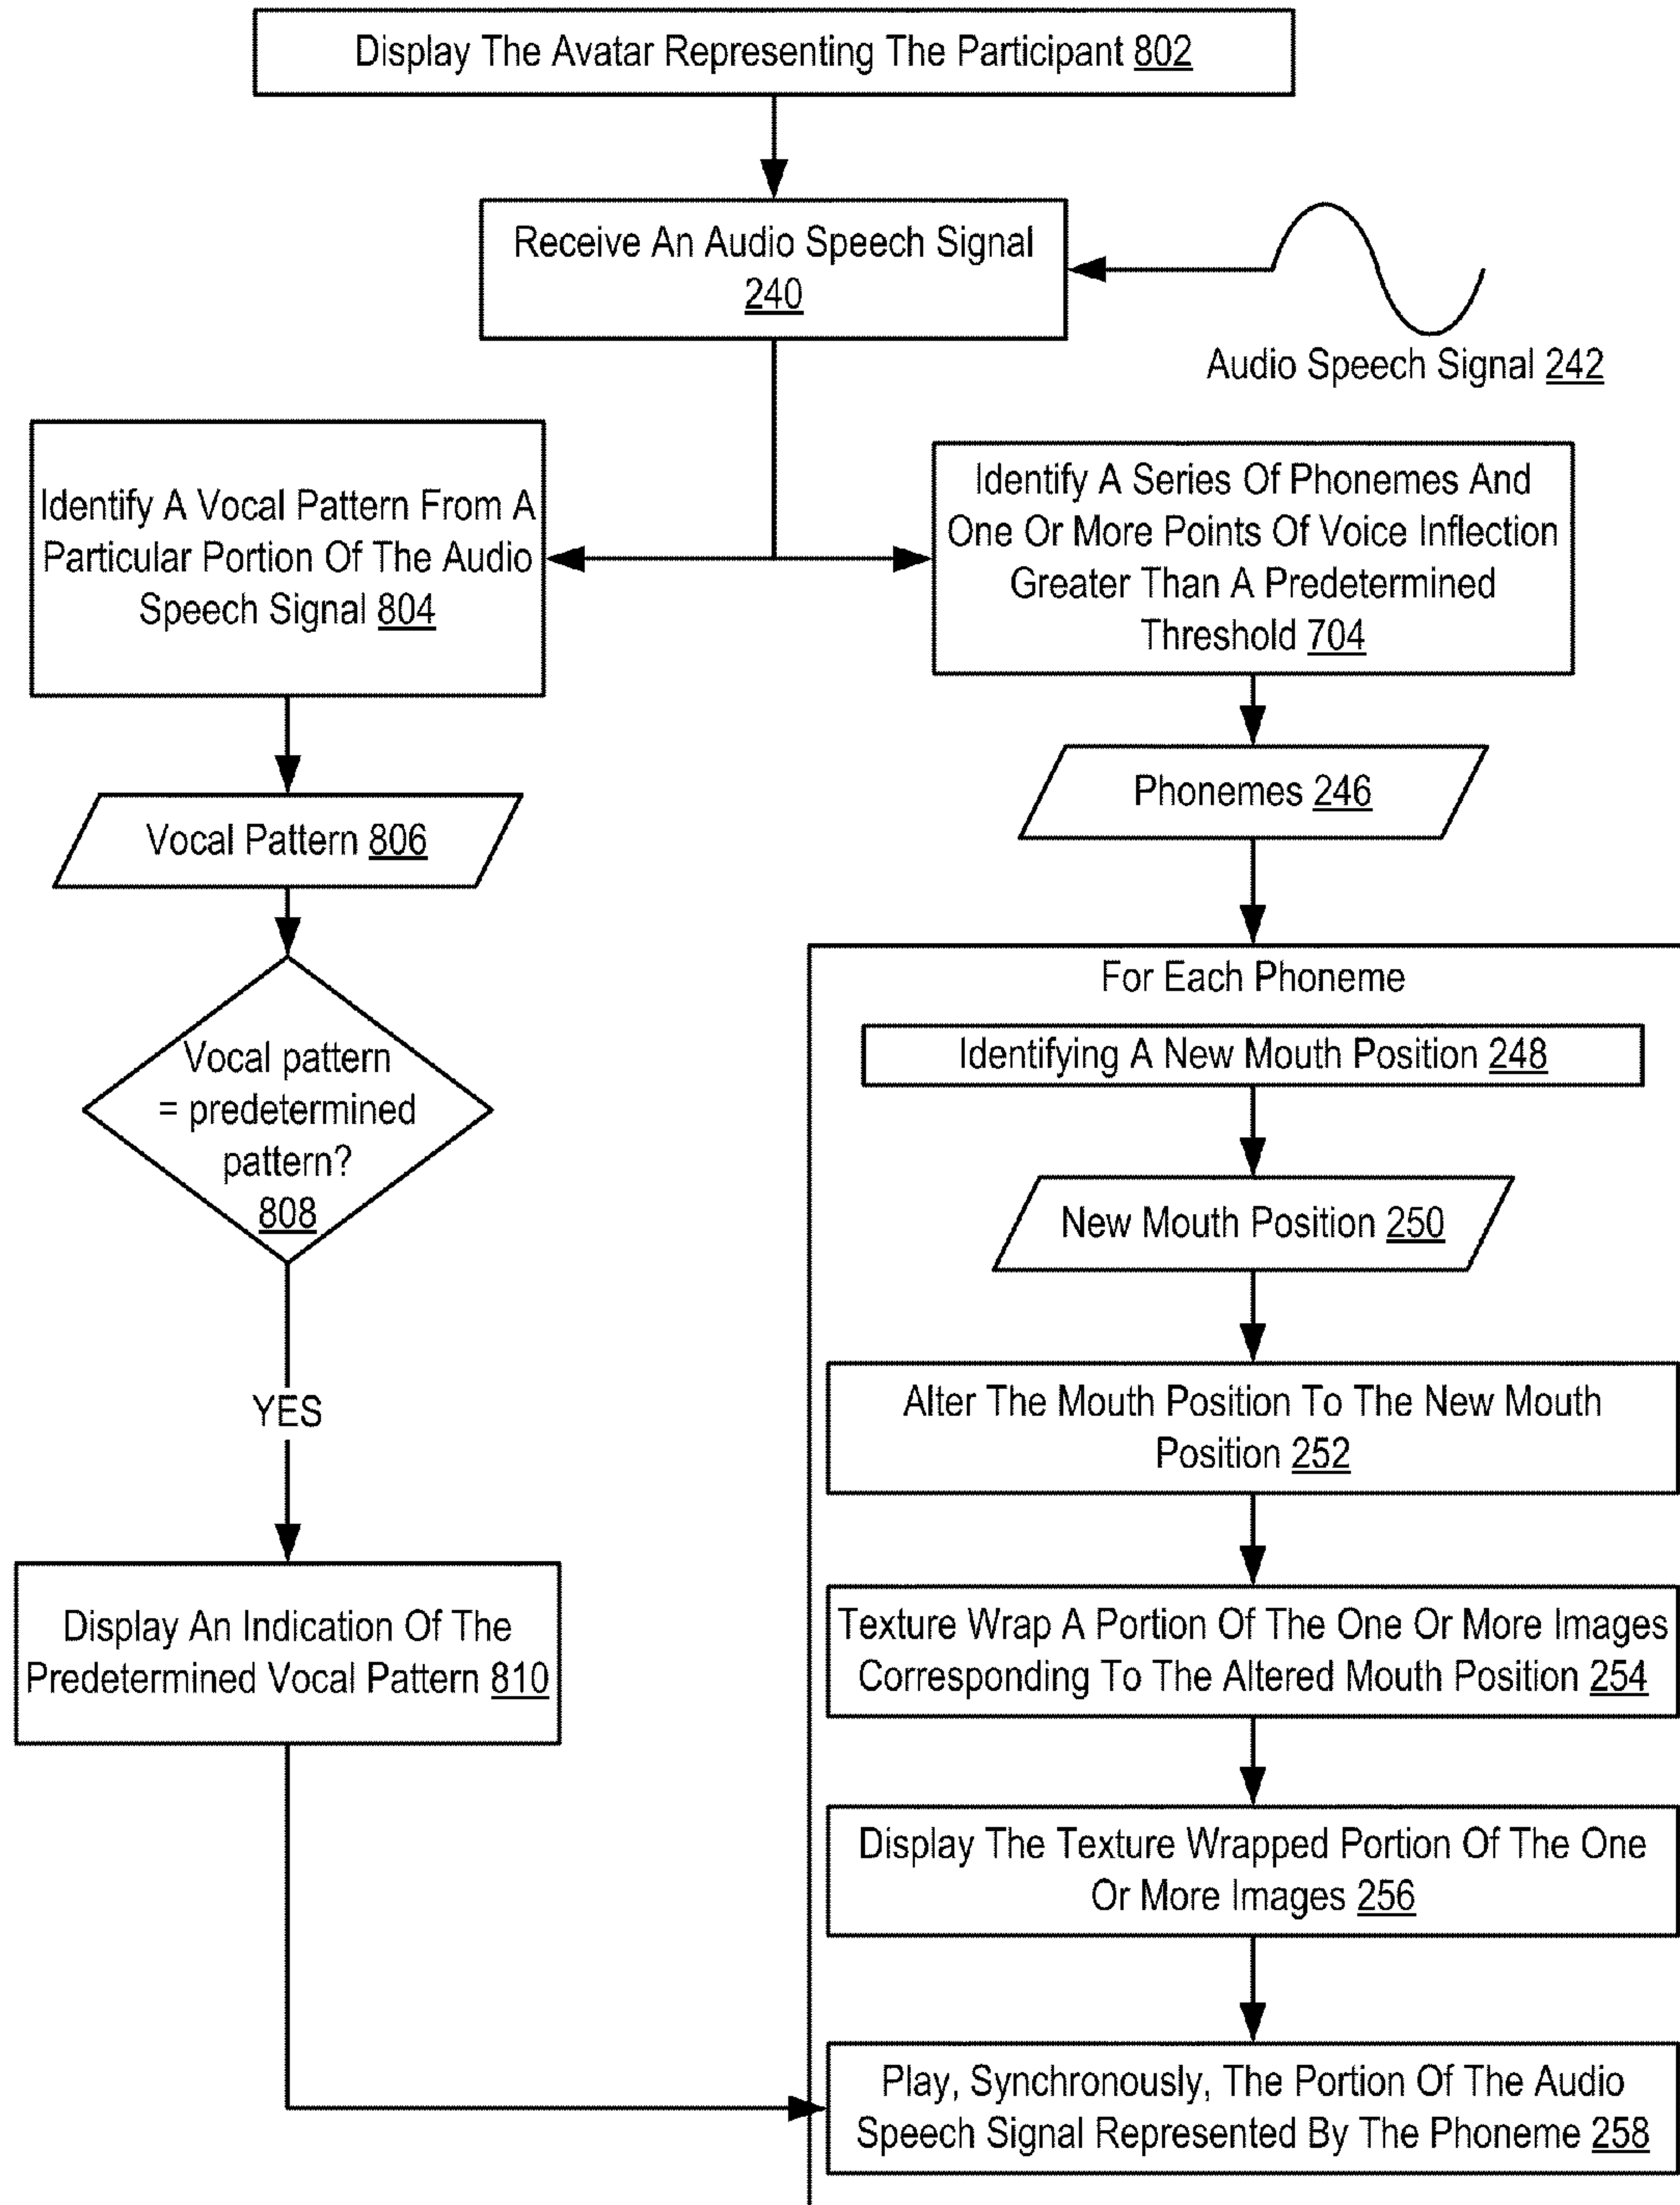 Display The Avatar Representing The Participant 802
Receive An Audio Speech Signal
240
Audio Speech Signal 242
Identify A Vocal Pattern From A
Particular Portion Of The Audio
Speech Signal 804
Identify A Series Of Phonemes And
One Or More Points Of Voice Inflection
Greater Than A Predetermined
Threshold 704
Vocal Pattern 806
Phonemes 246
Vocal pattern
= predetermined
pattern?
808
YES
Display An Indication Of The
Predetermined Vocal Pattern 810
For Each Phoneme
Identifying A New Mouth Position 248
New Mouth Position 250
Alter The Mouth Position To The New Mouth
Position 252
Texture Wrap A Portion Of The One Or More Images
Corresponding To The Altered Mouth Position 254
Display The Texture Wrapped Portion Of The One
Or More Images 256
Play, Synchronously, The Portion Of The Audio
Speech Signal Represented By The Phoneme 258